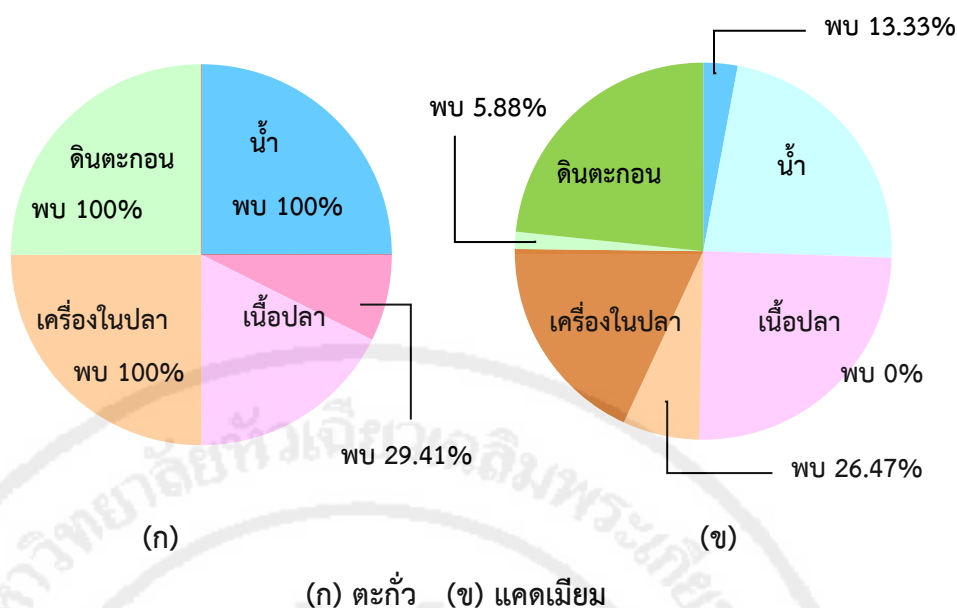 พบ 13.33%
พบ 5.88%
น้ำ
ดินตะกอน
พบ 100%
พบ 100%
น้ำ
ดินตะกอน
เครื่องในปลา
เนื้อปลา
พบ 100%
พบ 29.41%
เครื่องในปลา
เนื้อปลา
พบ 0%
พบ 26.47%
(ก)
(ข)
(ก) ตะกั่ว (ข) แคดเมียม